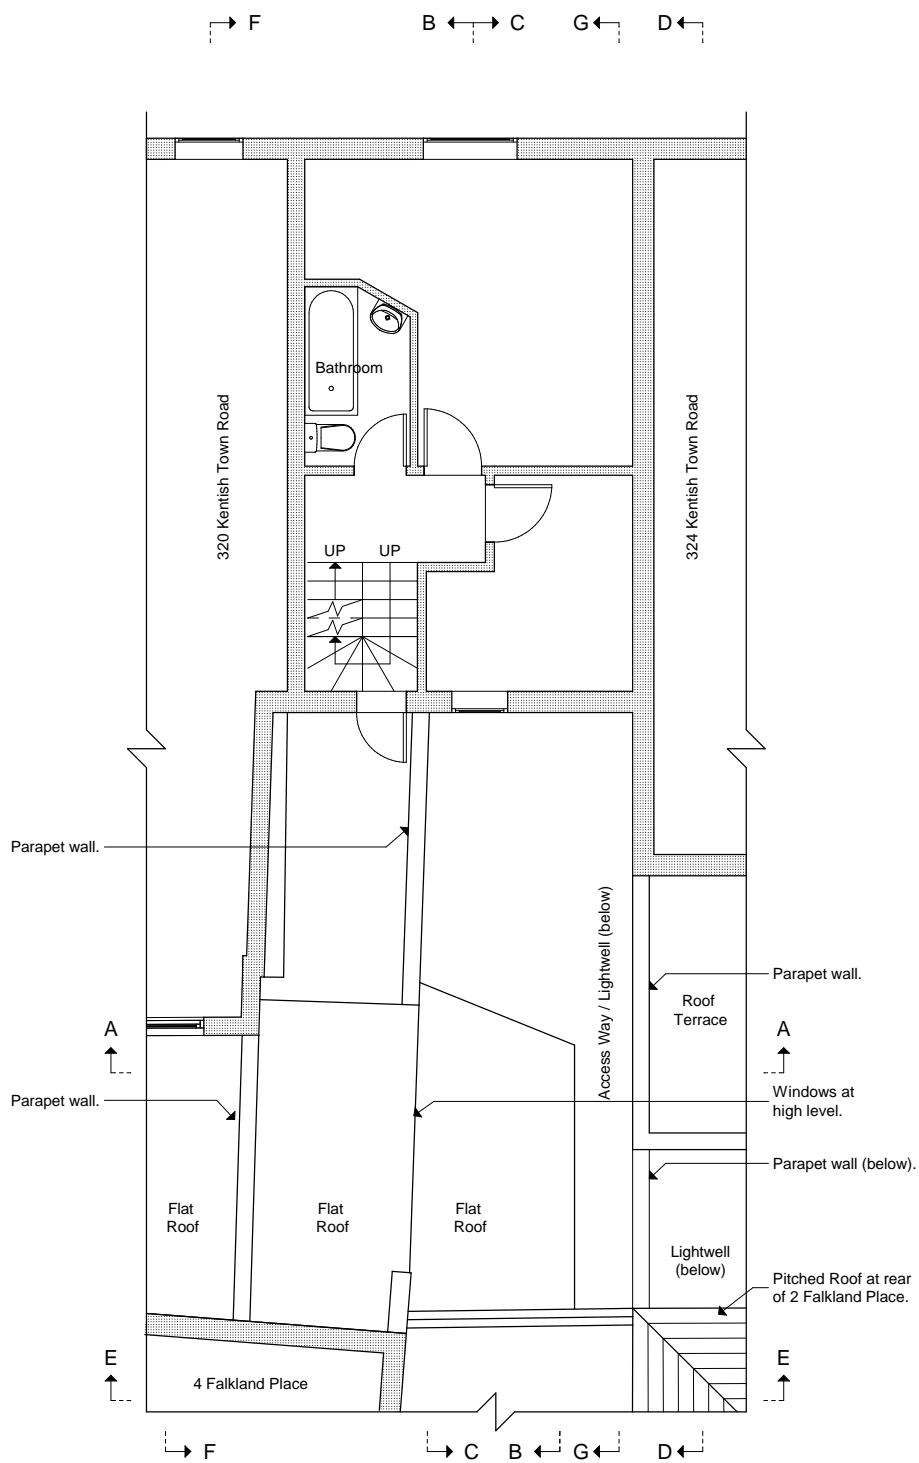 F
B
C
G
D
Bathroom
320 Kentish Town Road
324 Kentish Town Road
UP
UP
Parapet wall.
Access Way / Lightwell (below)
Parapet wall.
Roof
Terrace
A
A
Parapet wall.
Windows at
high level.
Parapet wall (below).
Flat
Roof
Flat
Roof
Flat
Roof
Lightwell
(below)
Pitched Roof at rear
of 2 Falkland Place.
E
E
4 Falkland Place
F
C
B
G
D